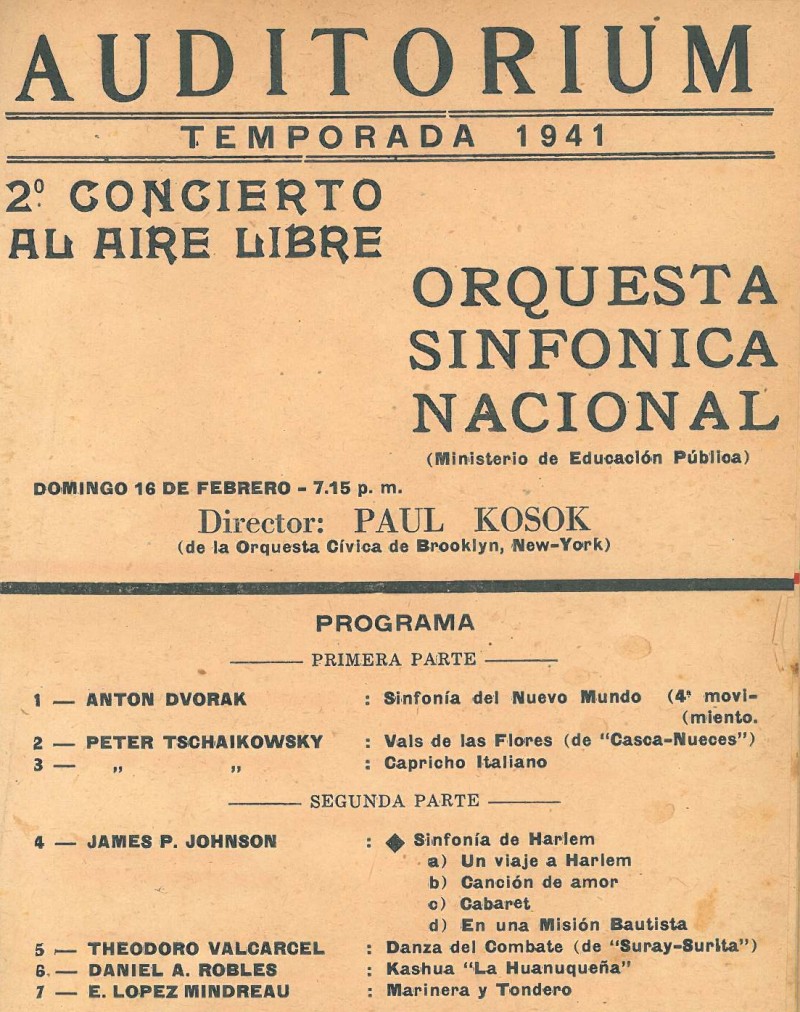 AUDITORIUM
TEMPORADA 1941
2º CONCIERTO
AL AIRE LIBRE
ORQUESTA
SINFONICA
NACIONAL
(Ministerio de Educación Pública)
DOMINGO 16 DE FEBRERO - 7.15 p. m.
Director: PAUL KOSOK
(de la Orquesta Cívica de Brooklyn, New-York)
PROGRAMA
PRIMERA PARTE
1 — ANTON DVORAK : Sinfonía del Nuevo Mundo (4º movi-
(miento.
2 — PETER TSCHAIKOWSKY : Vals de las Flores (de "Casca-Nueces")
3 — „ „ : Capricho Italiano
SEGUNDA PARTE
4 — JAMES P. JOHNSON : ◆ Sinfonía de Harlem
a) Un viaje a Harlem
b) Canción de amor
c) Cabaret
d) En una Misión Bautista
5 — THEODORO VALCARCEL : Danza del Combate (de "Suray-Surita")
6 — DANIEL A. ROBLES : Kashua "La Huanuqueña"
7 — E. LOPEZ MINDREAU : Marinera y Tondero